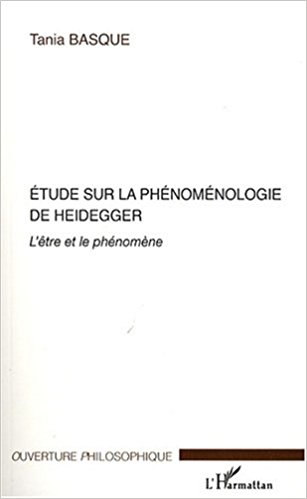 Tania BASQUE
ÉTUDE SUR LA PHÉNOMÉNOLOGIE
DE HEIDEGGER
L'être et le phénomène
OUVERTURE PHILOSOPHIQUE
L'Harmattan